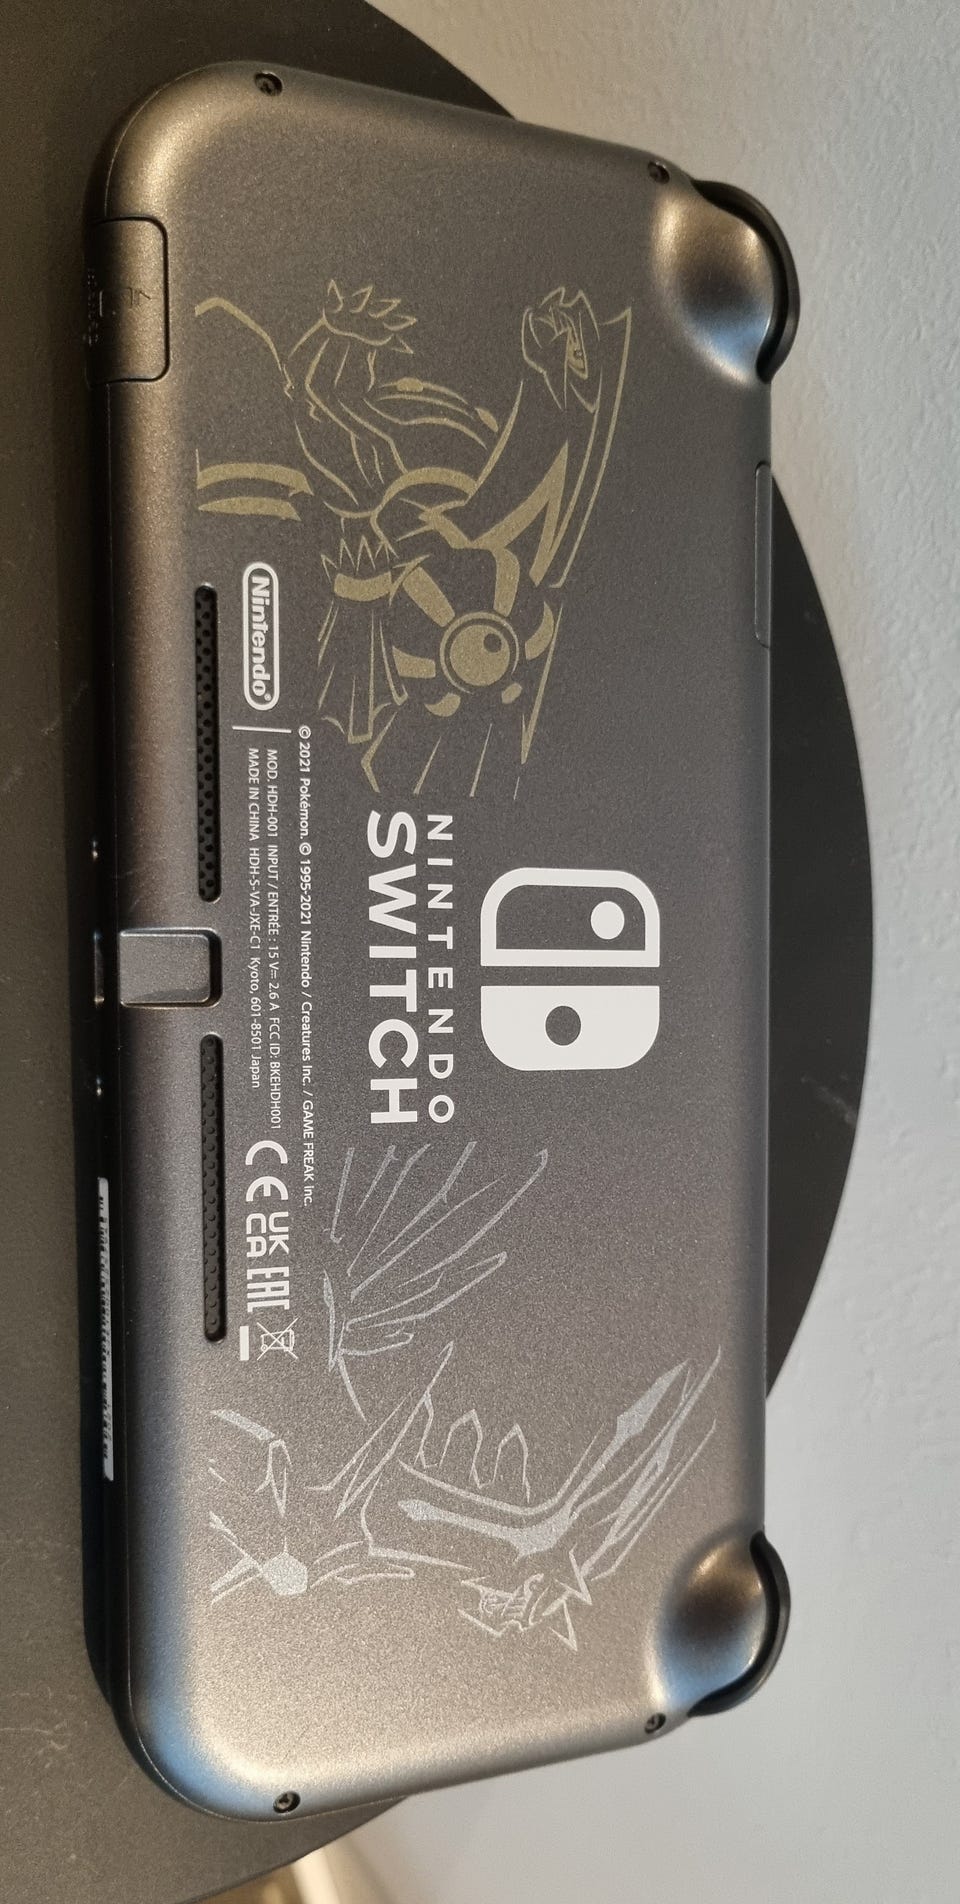 NINTENDO
SWITCH
© 2021 Pokémon. © 1995-2021 Nintendo / Creatures Inc. / GAME FREAK Inc.
Nintendo®
MOD. HDH-001 INPUT / ENTRÉE : 15 V⎓ 2.6 A FCC ID: BKEHDH001
MADE IN CHINA HDH-S-VA-JXE-C1 Kyoto, 601-8501 Japan
CE UK CA EAC